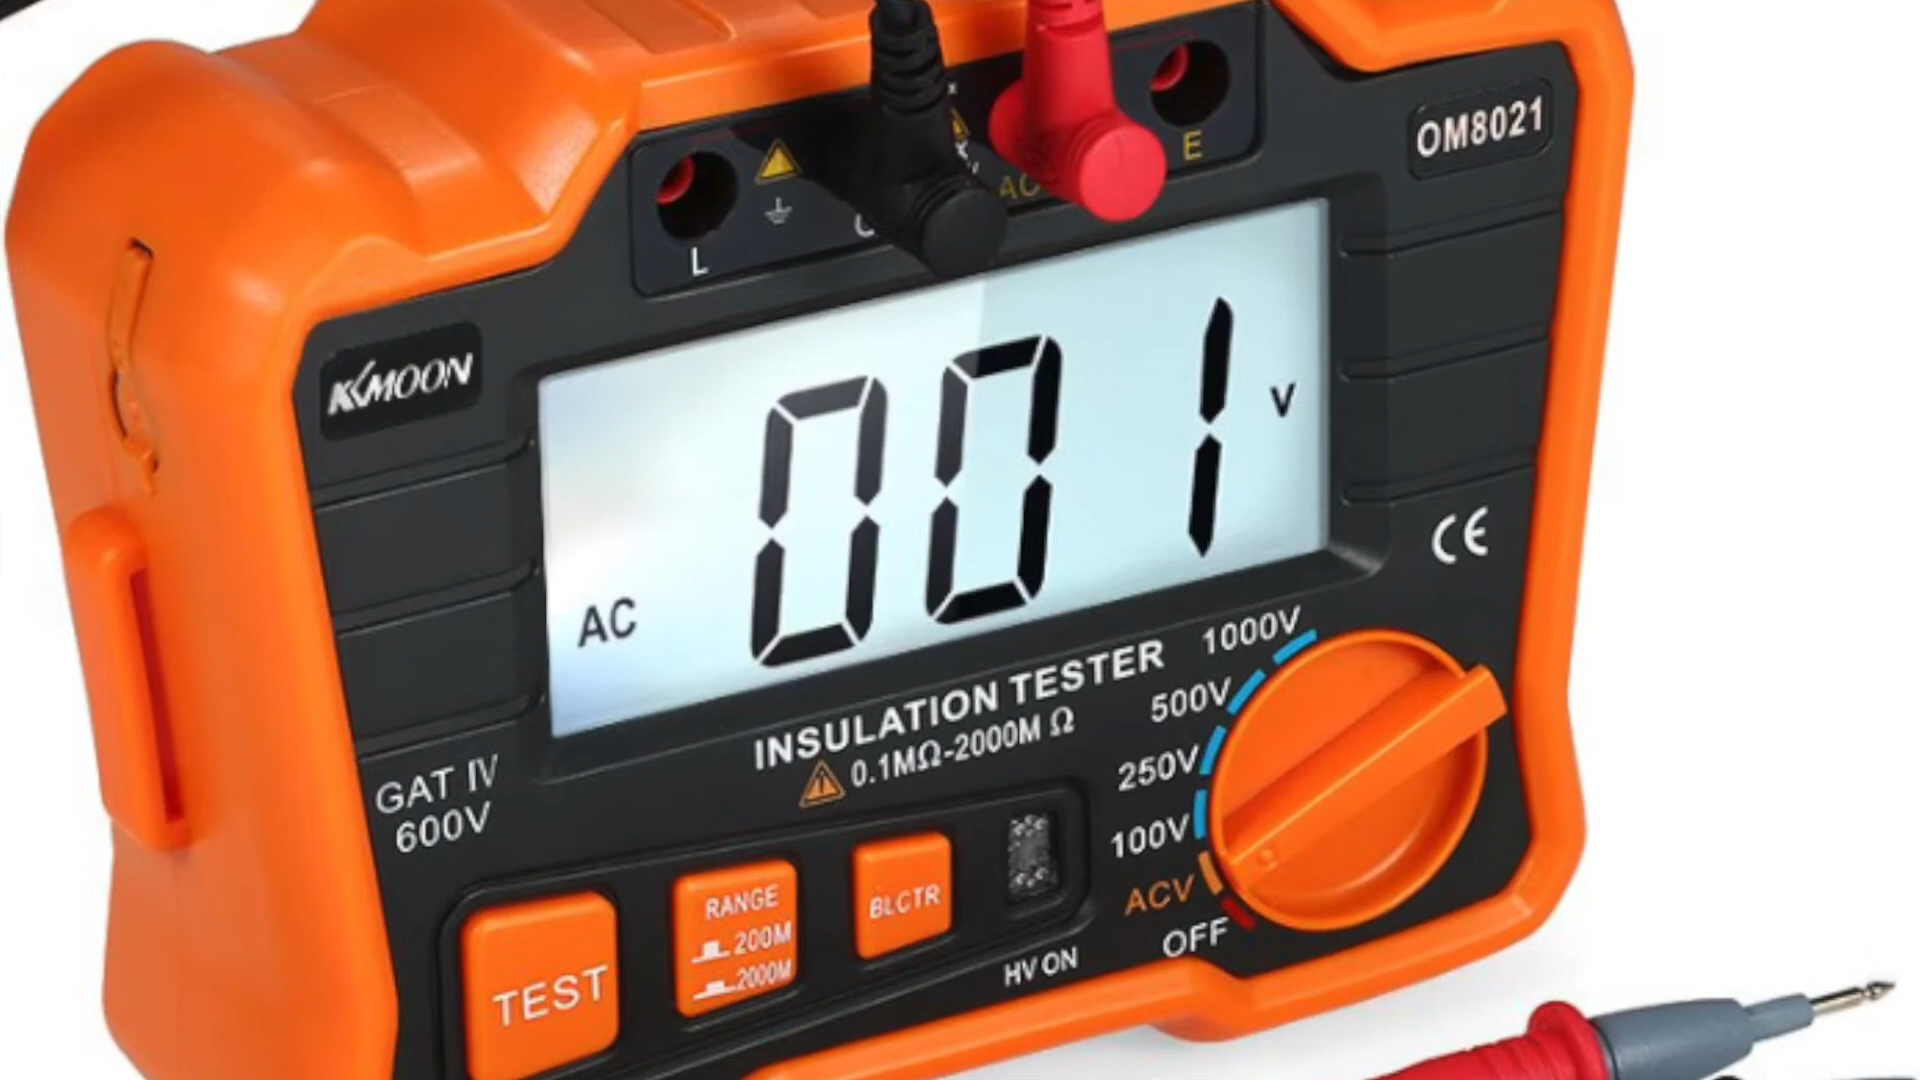 OM8021
E
AC
L
KKMOON
001
V
AC
CE
INSULATION TESTER
0.1MΩ-2000M Ω
1000V
500V
250V
100V
ACV
OFF
GAT IV
600V
TEST
RANGE
200M
2000M
BLCTR
HV ON